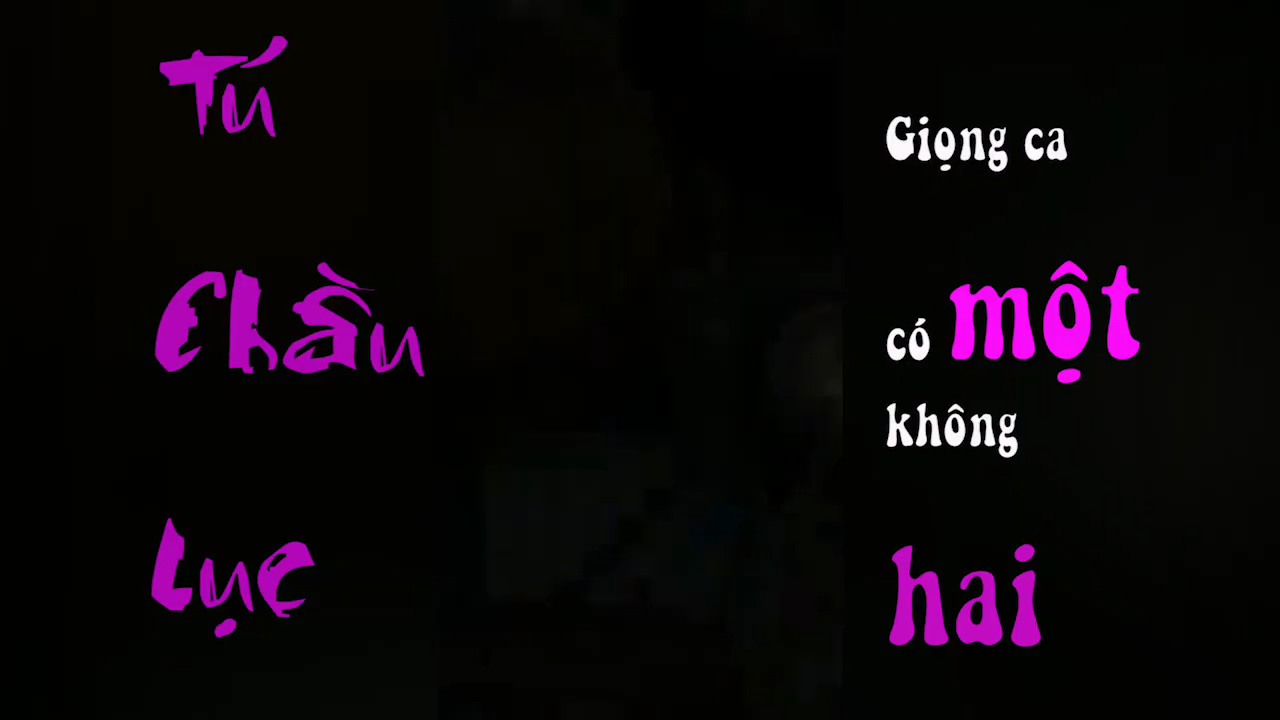 Tú
Chầu
Lục
Giọng ca
có một
không
hai